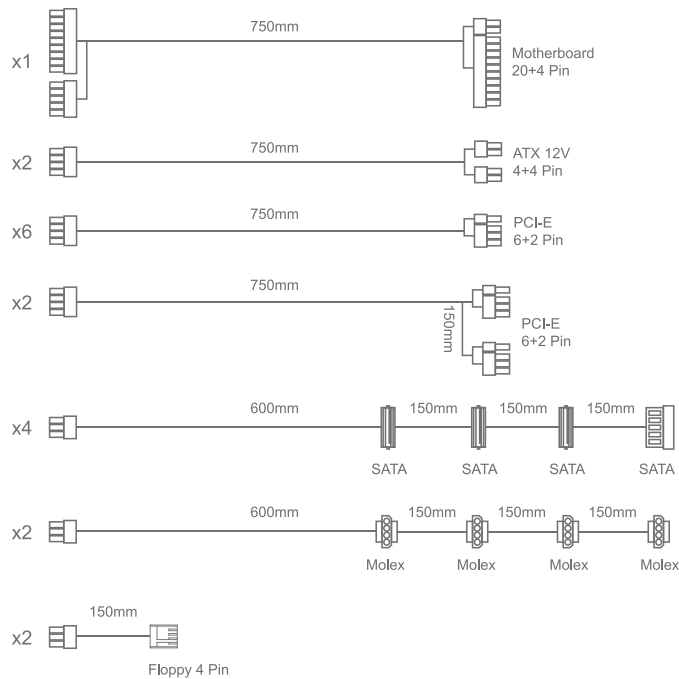 750mm
x1
Motherboard
20+4 Pin
750mm
x2
ATX 12V
4+4 Pin
750mm
x6
PCI-E
6+2 Pin
750mm
x2
150mm
PCI-E
6+2 Pin
600mm 150mm 150mm 150mm
x4
SATA SATA SATA SATA
600mm 150mm 150mm 150mm
x2
Molex Molex Molex Molex
150mm
x2
Floppy 4 Pin